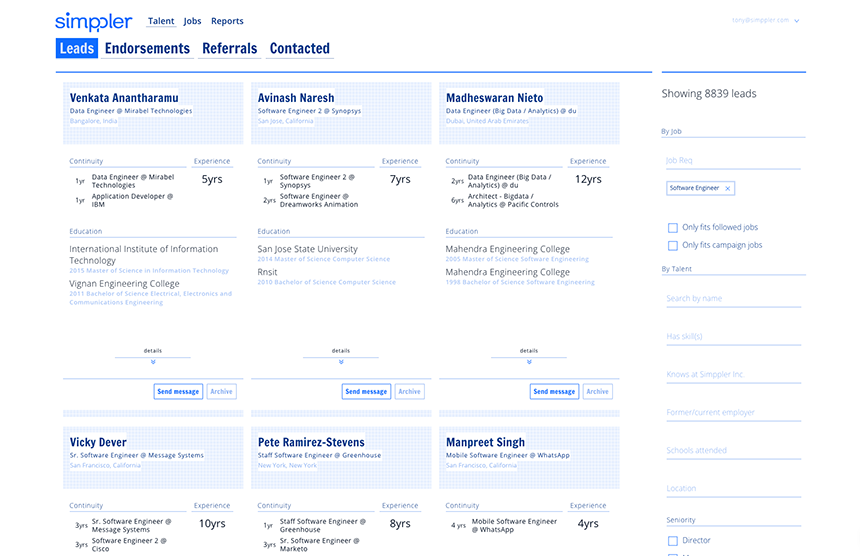 simppler
Talent Jobs Reports
tony@simppler.com
Leads Endorsements Referrals Contacted
Venkata Anantharamu
Data Engineer @ Mirabel Technologies
Bangalore, India
Continuity Experience
1yr Data Engineer @ Mirabel
Technologies
5yrs
1yr Application Developer @
IBM
Education
International Institute of Information
Technology
2015 Master of Science in Information Technology
Vignan Engineering College
2011 Bachelor of Science Electrical, Electronics and
Communications Engineering
details
Send message Archive
Avinash Naresh
Software Engineer 2 @ Synopsys
San Jose, California
Continuity Experience
1yr Software Engineer 2 @
Synopsys
7yrs
2yrs Software Engineer @
Dreamworks Animation
Education
San Jose State University
2014 Master of Science Computer Science
Rnsit
2010 Bachelor of Science Computer Science
details
Send message Archive
Madheswaran Nieto
Data Engineer (Big Data / Analytics) @ du
Dubai, United Arab Emirates
Continuity Experience
2yrs Data Engineer (Big Data /
Analytics) @ du
12yrs
6yrs Architect - Bigdata /
Analytics @ Pacific Controls
Education
Mahendra Engineering College
2005 Master of Science Software Engineering
Mahendra Engineering College
1998 Bachelor of Science Software Engineering
details
Send message Archive
Vicky Dever
Sr. Software Engineer @ Message Systems
San Francisco, California
Continuity Experience
3yrs Sr. Software Engineer @
Message Systems
10yrs
3yrs Software Engineer 2 @
Cisco
Pete Ramirez-Stevens
Staff Software Engineer @ Greenhouse
New York, New York
Continuity Experience
1yr Staff Software Engineer @
Greenhouse
8yrs
3yrs Sr. Software Engineer @
Marketo
Manpreet Singh
Mobile Software Engineer @ WhatsApp
San Francisco, California
Continuity Experience
4 yrs Mobile Software Engineer
@ WhatsApp
4yrs
Showing 8839 leads
By Job
Job Req
Software Engineer ×
Only fits followed jobs
Only fits campaign jobs
By Talent
Search by name
Has skill(s)
Knows at Simppler Inc
Former/current employer
Schools attended
Location
Seniority
Director